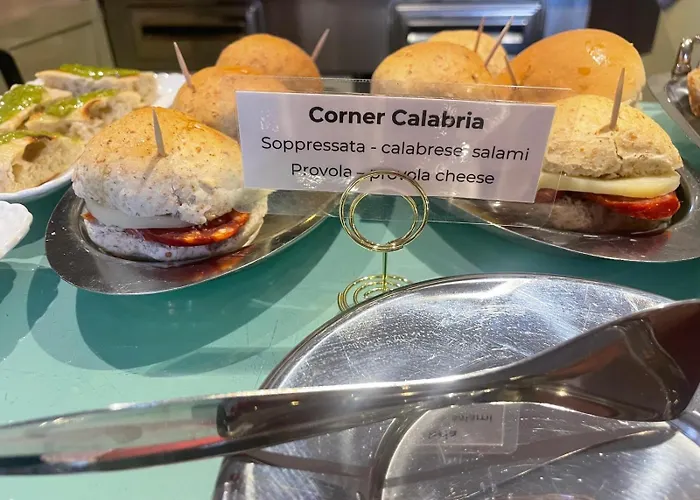 Corner Calabria
Soppressata - calabrese salami
Provola - provola cheese